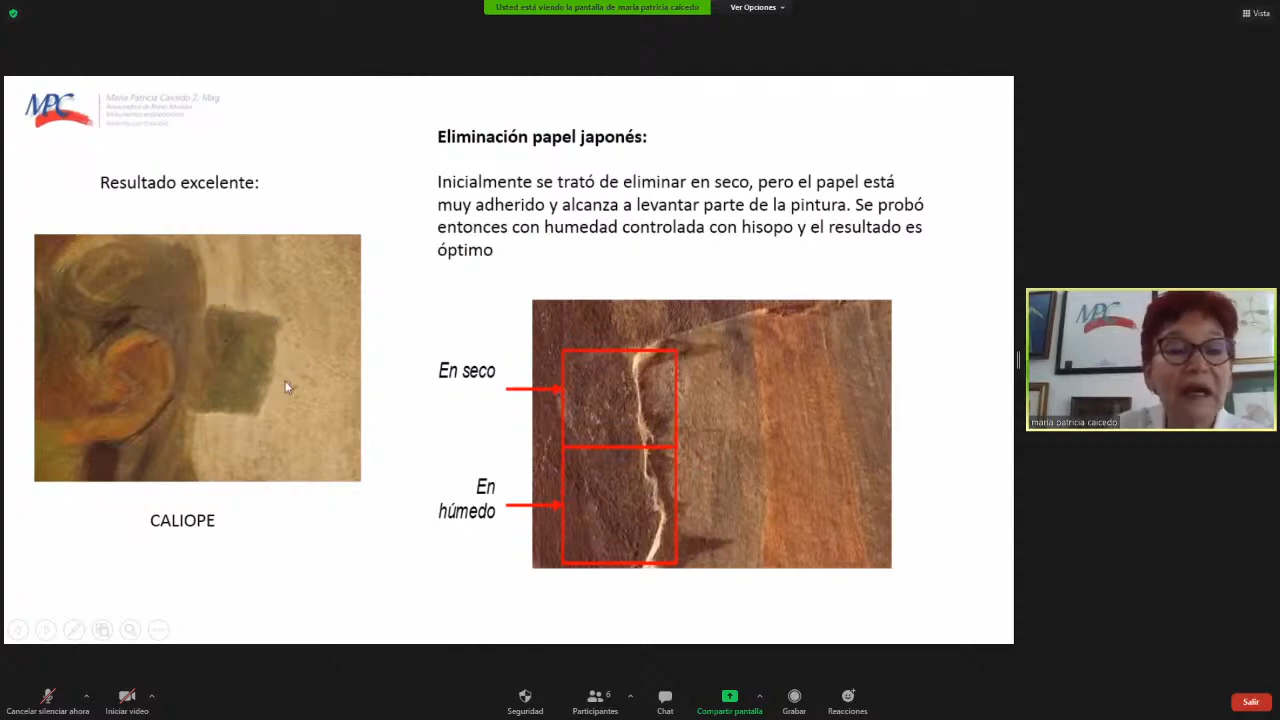 Usted está viendo la pantalla de maria patricia caicedo
Ver Opciones
Vista
MPC
Maria Patricia Caicedo Z. Mag
Restauradora de Bienes Muebles
Resultado excelente:
CALIOPE
Eliminación papel japonés:
Inicialmente se trató de eliminar en seco, pero el papel está
muy adherido y alcanza a levantar parte de la pintura. Se probó
entonces con humedad controlada con hisopo y el resultado es
óptimo
En seco
En
húmedo
MPC
maria patricia caicedo
Cancelar silenciar ahora
Iniciar video
Seguridad
6
Participantes
Chat
Compartir pantalla
Grabar
Reacciones
Salir